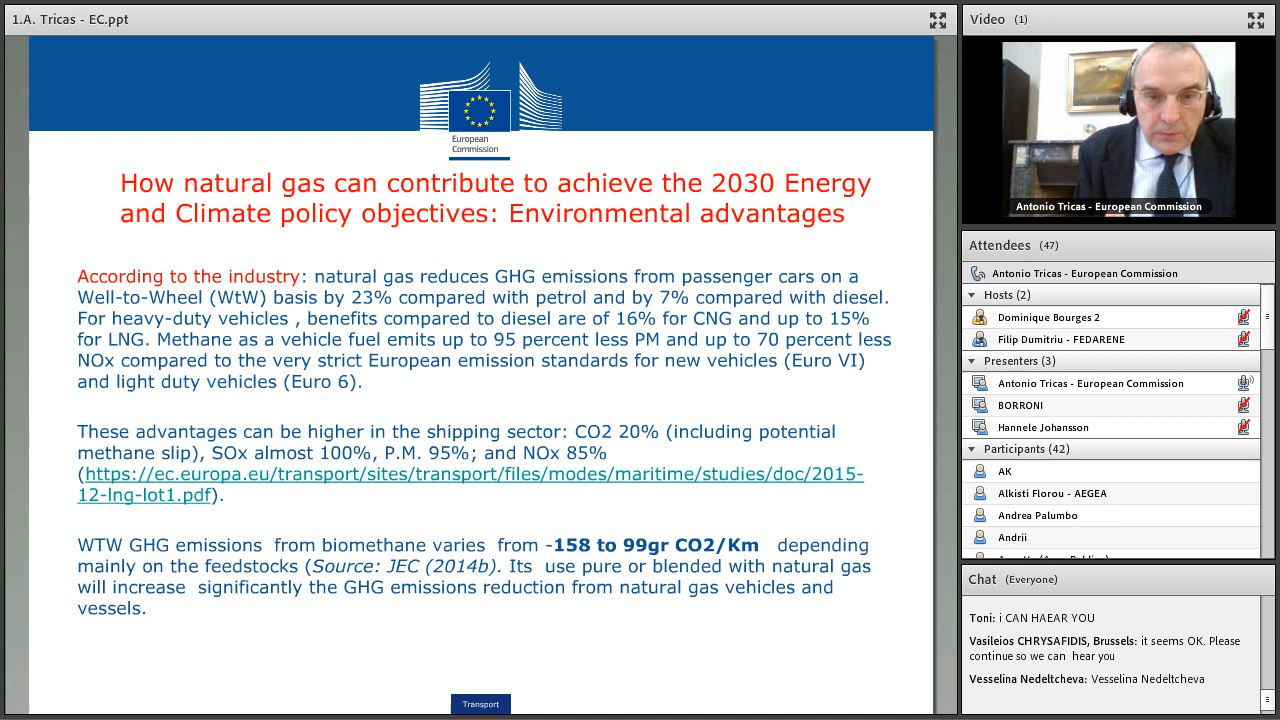 1.A. Tricas - EC.ppt
European
Commission
How natural gas can contribute to achieve the 2030 Energy
and Climate policy objectives: Environmental advantages
According to the industry: natural gas reduces GHG emissions from passenger cars on a
Well-to-Wheel (WtW) basis by 23% compared with petrol and by 7% compared with diesel.
For heavy-duty vehicles , benefits compared to diesel are of 16% for CNG and up to 15%
for LNG. Methane as a vehicle fuel emits up to 95 percent less PM and up to 70 percent less
NOx compared to the very strict European emission standards for new vehicles (Euro VI)
and light duty vehicles (Euro 6).
These advantages can be higher in the shipping sector: CO2 20% (including potential
methane slip), SOx almost 100%, P.M. 95%; and NOx 85%
(https://ec.europa.eu/transport/sites/transport/files/modes/maritime/studies/doc/2015-
12-lng-lot1.pdf).
WTW GHG emissions from biomethane varies from -158 to 99gr CO2/Km depending
mainly on the feedstocks (Source: JEC (2014b). Its use pure or blended with natural gas
will increase significantly the GHG emissions reduction from natural gas vehicles and
vessels.
Transport
Video (1)
Antonio Tricas - European Commission
Attendees (47)
Antonio Tricas - European Commission
Hosts (2)
Dominique Bourges 2
Filip Dumitriu - FEDARENE
Presenters (3)
Antonio Tricas - European Commission
BORRONI
Hannele Johansson
Participants (42)
AK
Alkisti Florou - AEGEA
Andrea Palumbo
Andrii
Chat (Everyone)
Toni: i CAN HAEAR YOU
Vasileios CHRYSAFIDIS, Brussels: it seems OK. Please
continue so we can hear you
Vesselina Nedeltcheva: Vesselina Nedeltcheva